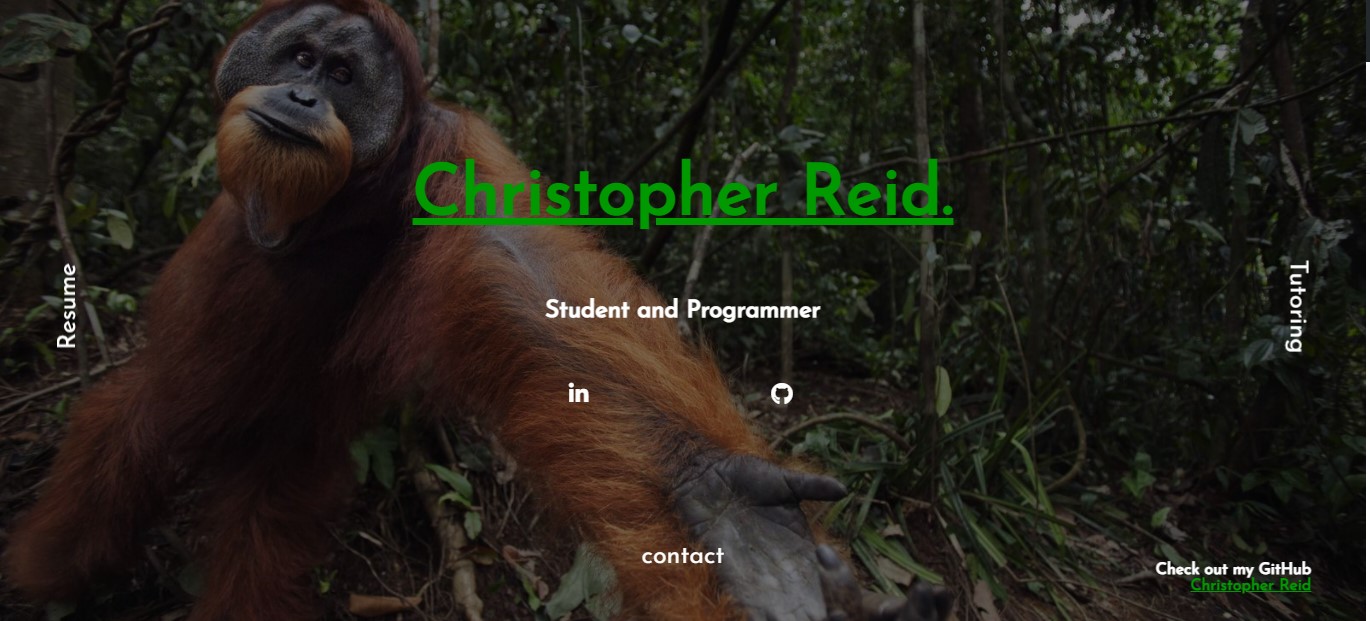 Christopher Reid.
Resume
Tutoring
Student and Programmer
in
contact
Check out my GitHub
Christopher Reid